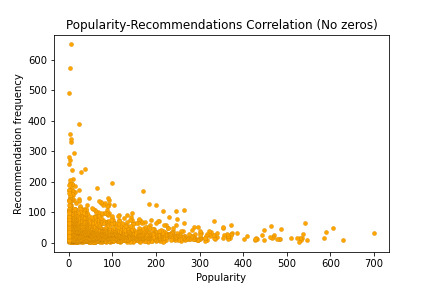 Popularity-Recommendations Correlation (No zeros)
Recommendation frequency
600
500
400
300
200
100
0
0 100 200 300 400 500 600 700
Popularity